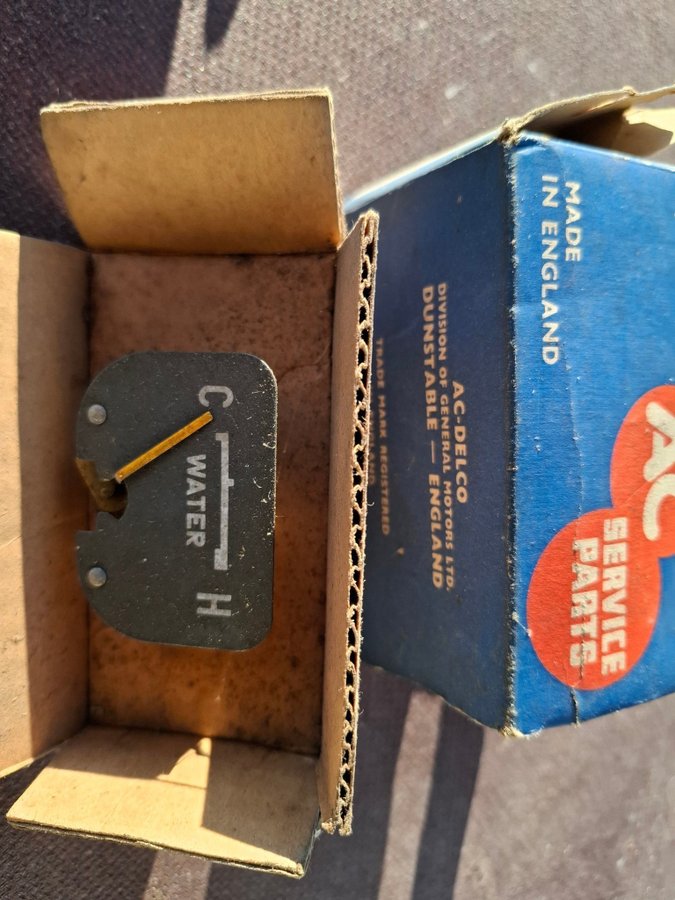 C
H
WATER
MADE
IN ENGLAND
AC
SERVICE
PARTS
AC-DELCO
DIVISION OF GENERAL MOTORS LTD.
DUNSTABLE — ENGLAND
TRADE MARK REGISTERED